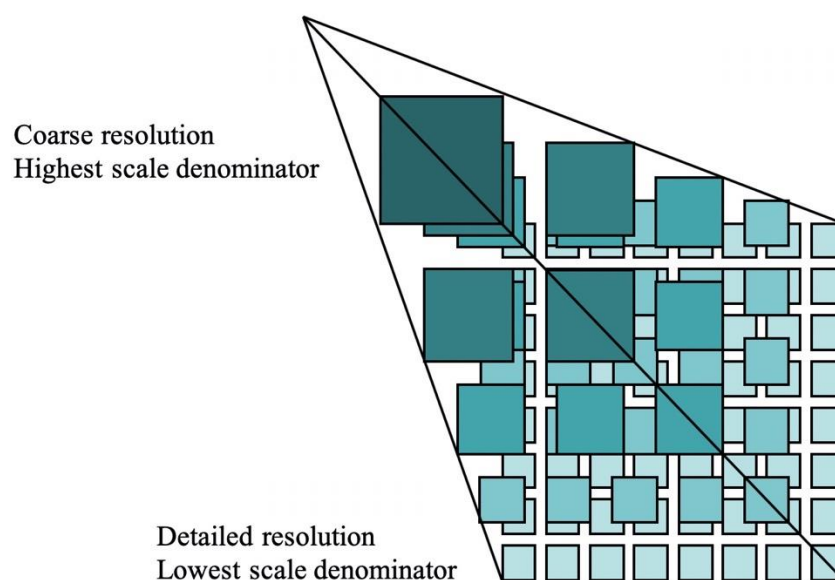 Coarse resolution
Highest scale denominator
Detailed resolution
Lowest scale denominator